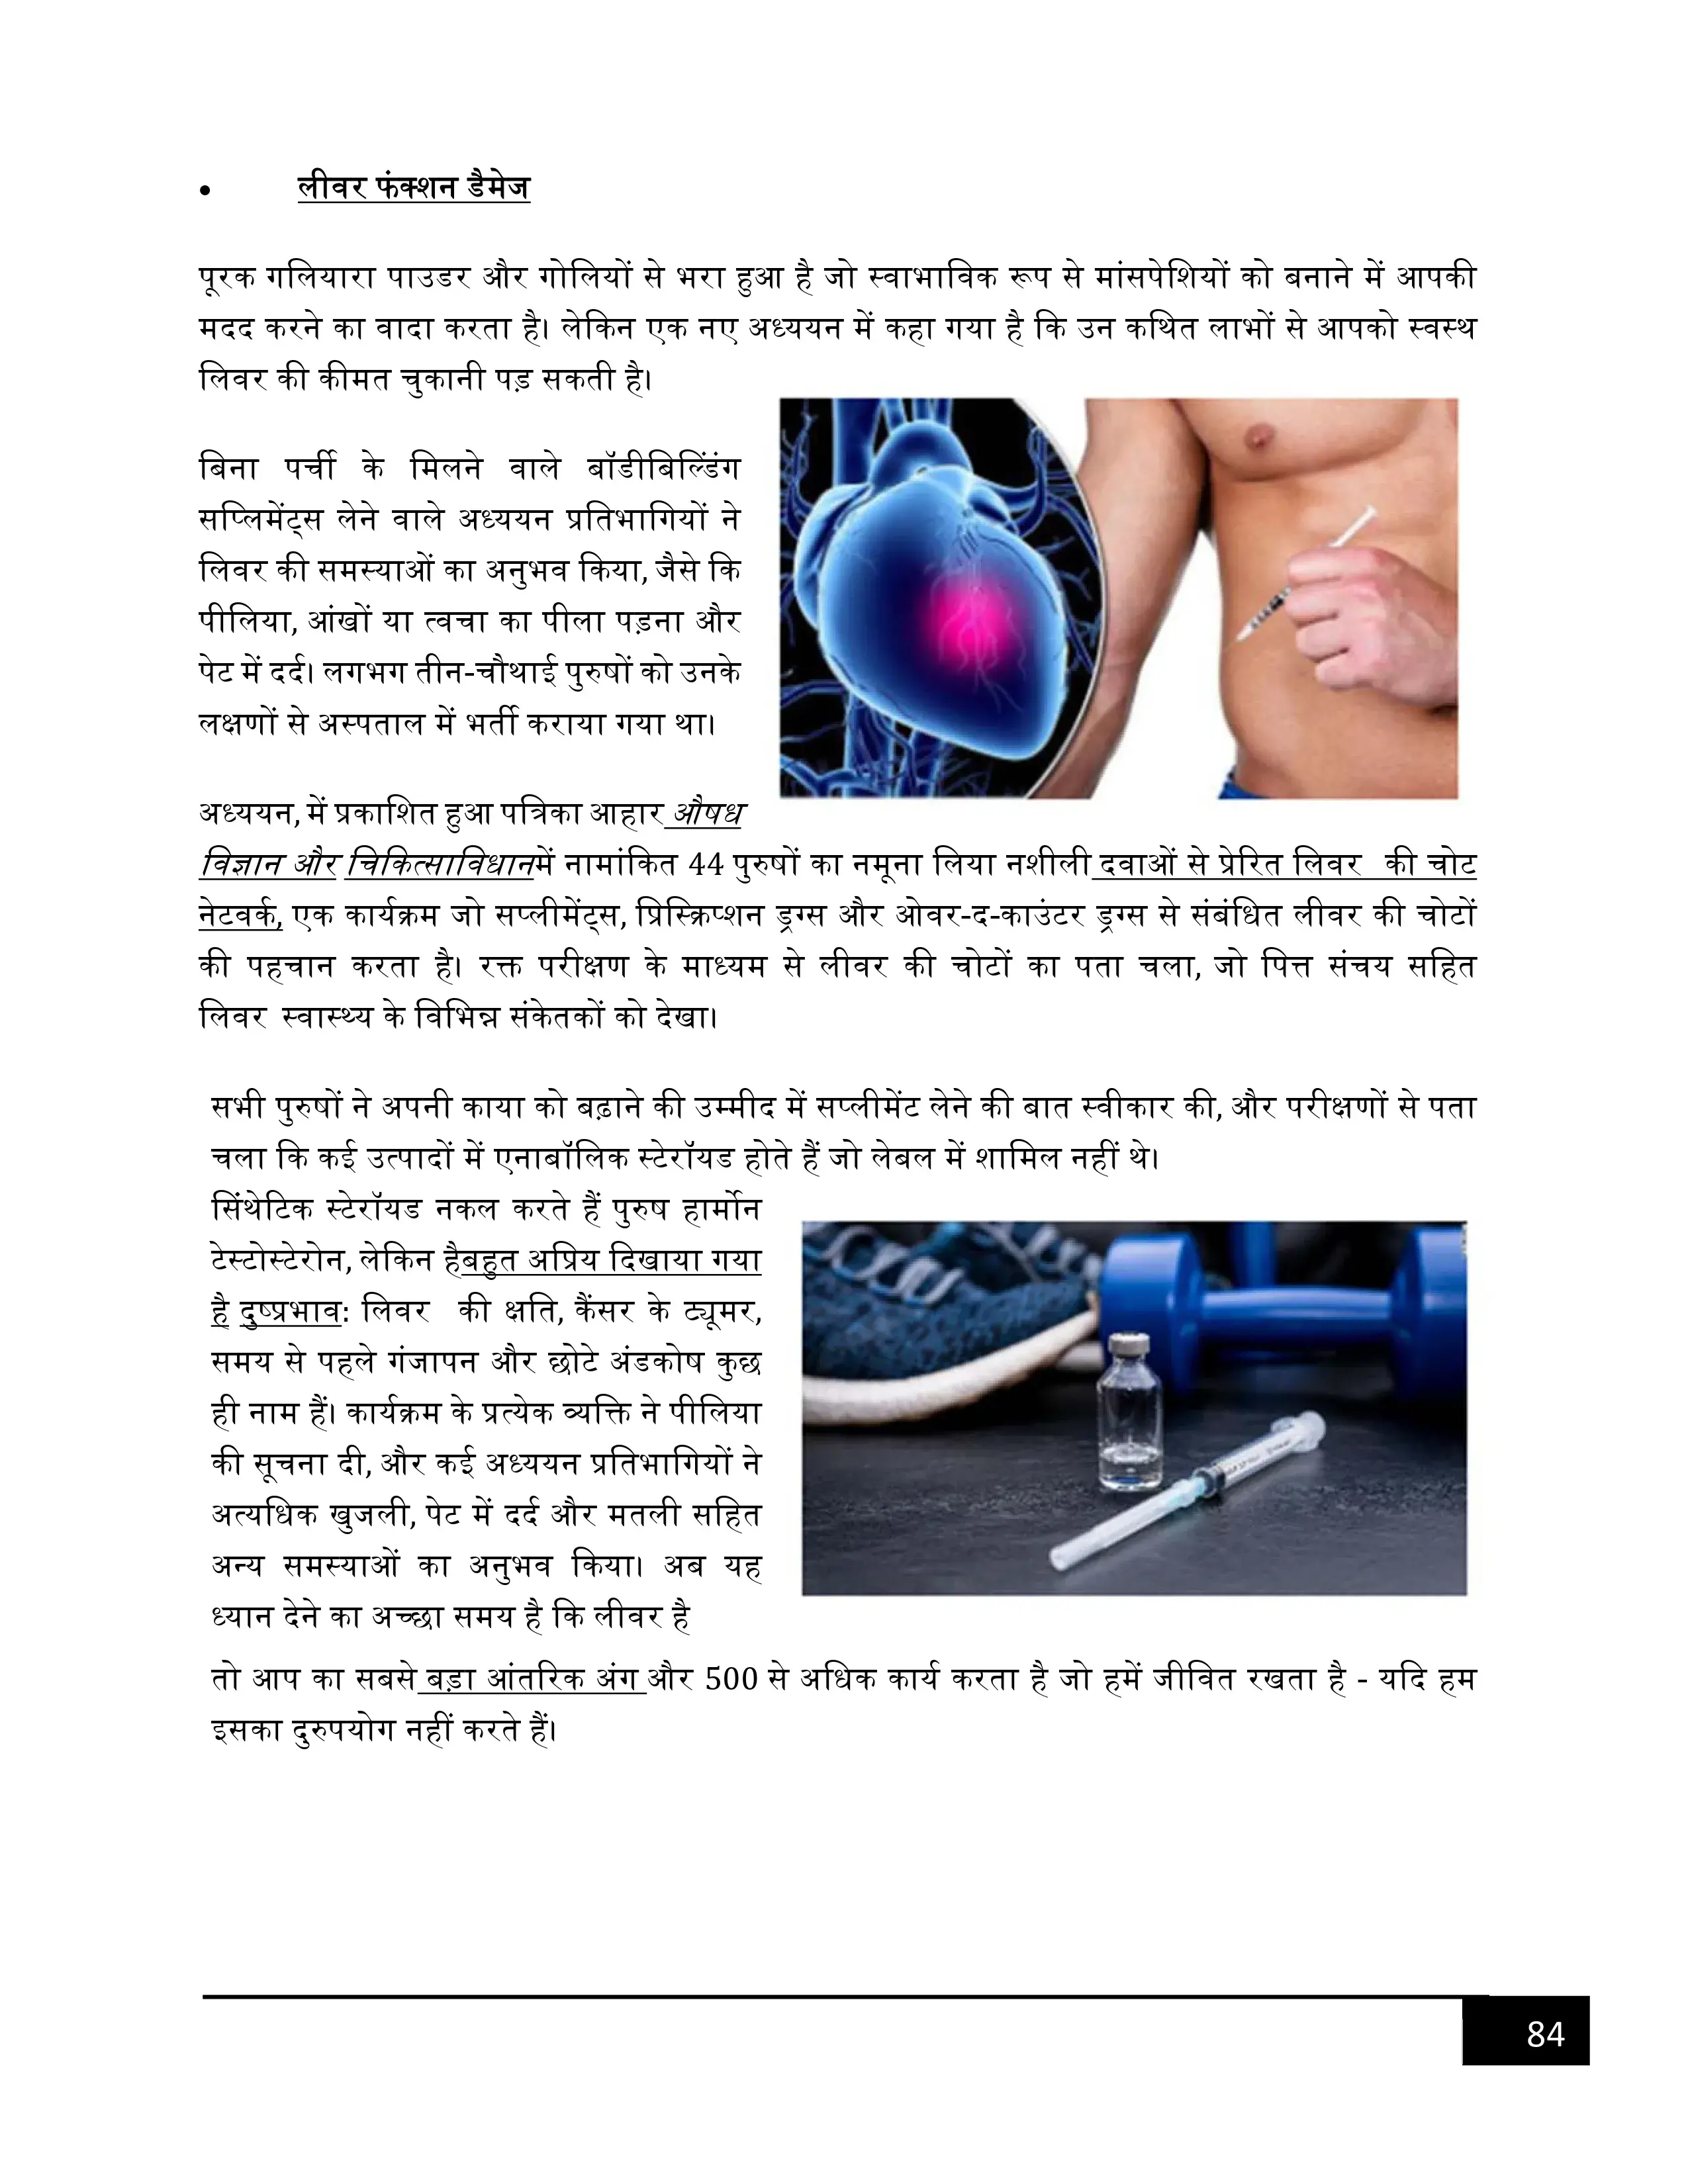 • लीवर फंक्शन डैमेज
पूरक गलियारा पाउडर और गोलियों से भरा हुआ है जो स्वाभाविक रूप से मांसपेशियों को बनाने में आपकी
मदद करने का वादा करता है। लेकिन एक नए अध्ययन में कहा गया है कि उन कथित लाभों से आपको स्वस्थ
लिवर की कीमत चुकानी पड़ सकती है।
बिना पर्ची के मिलने वाले बॉडीबिल्डिंग
सप्लिमेंट्स लेने वाले अध्ययन प्रतिभागियों ने
लिवर की समस्याओं का अनुभव किया, जैसे कि
पीलिया, आंखों या त्वचा का पीला पड़ना और
पेट में दर्द। लगभग तीन-चौथाई पुरुषों को उनके
लक्षणों से अस्पताल में भर्ती कराया गया था।
अध्ययन, में प्रकाशित हुआ पत्रिका आहार औषध
विज्ञान और चिकित्साविधानमें नामांकित 44 पुरुषों का नमूना लिया नशीली दवाओं से प्रेरित लिवर की चोट
नेटवर्क, एक कार्यक्रम जो सप्लीमेंट्स, प्रिस्क्रिप्शन ड्रग्स और ओवर-द-काउंटर ड्रग्स से संबंधित लीवर की चोटों
की पहचान करता है। रक्त परीक्षण के माध्यम से लीवर की चोटों का पता चला, जो पित्त संचय सहित
लिवर स्वास्थ्य के विभिन्न संकेतकों को देखा।
सभी पुरुषों ने अपनी काया को बढ़ाने की उम्मीद में सप्लीमेंट लेने की बात स्वीकार की, और परीक्षणों से पता
चला कि कई उत्पादों में एनाबॉलिक स्टेरॉयड होते हैं जो लेबल में शामिल नहीं थे।
सिंथेटिक स्टेरॉयड नकल करते हैं पुरुष हार्मोन
टेस्टोस्टेरोन, लेकिन हैबहुत अप्रिय दिखाया गया
है दुष्प्रभाव: लिवर की क्षति, कैंसर के ट्यूमर,
समय से पहले गंजापन और छोटे अंडकोष कुछ
ही नाम हैं। कार्यक्रम के प्रत्येक व्यक्ति ने पीलिया
की सूचना दी, और कई अध्ययन प्रतिभागियों ने
अत्यधिक खुजली, पेट में दर्द और मतली सहित
अन्य समस्याओं का अनुभव किया। अब यह
ध्यान देने का अच्छा समय है कि लीवर है
तो आप का सबसे बड़ा आंतरिक अंग और 500 से अधिक कार्य करता है जो हमें जीवित रखता है - यदि हम
इसका दुरुपयोग नहीं करते हैं।
84